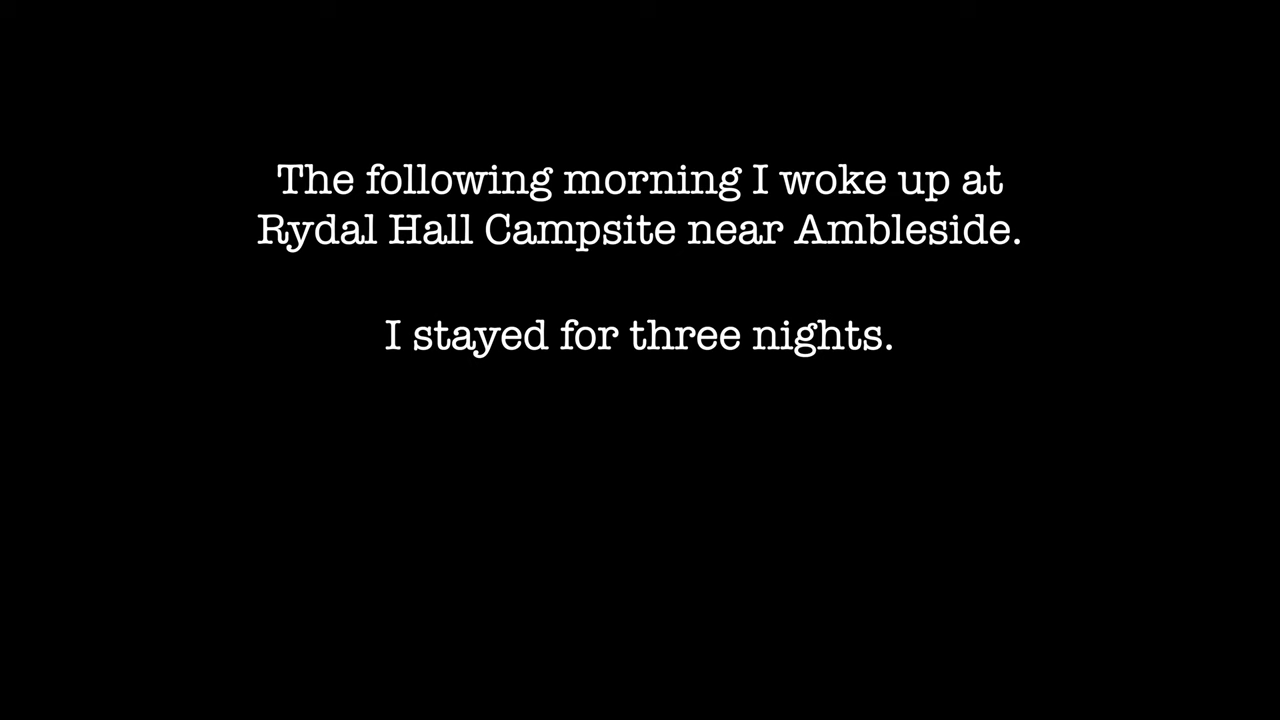 The following morning I woke up at
Rydal Hall Campsite near Ambleside.
I stayed for three nights.